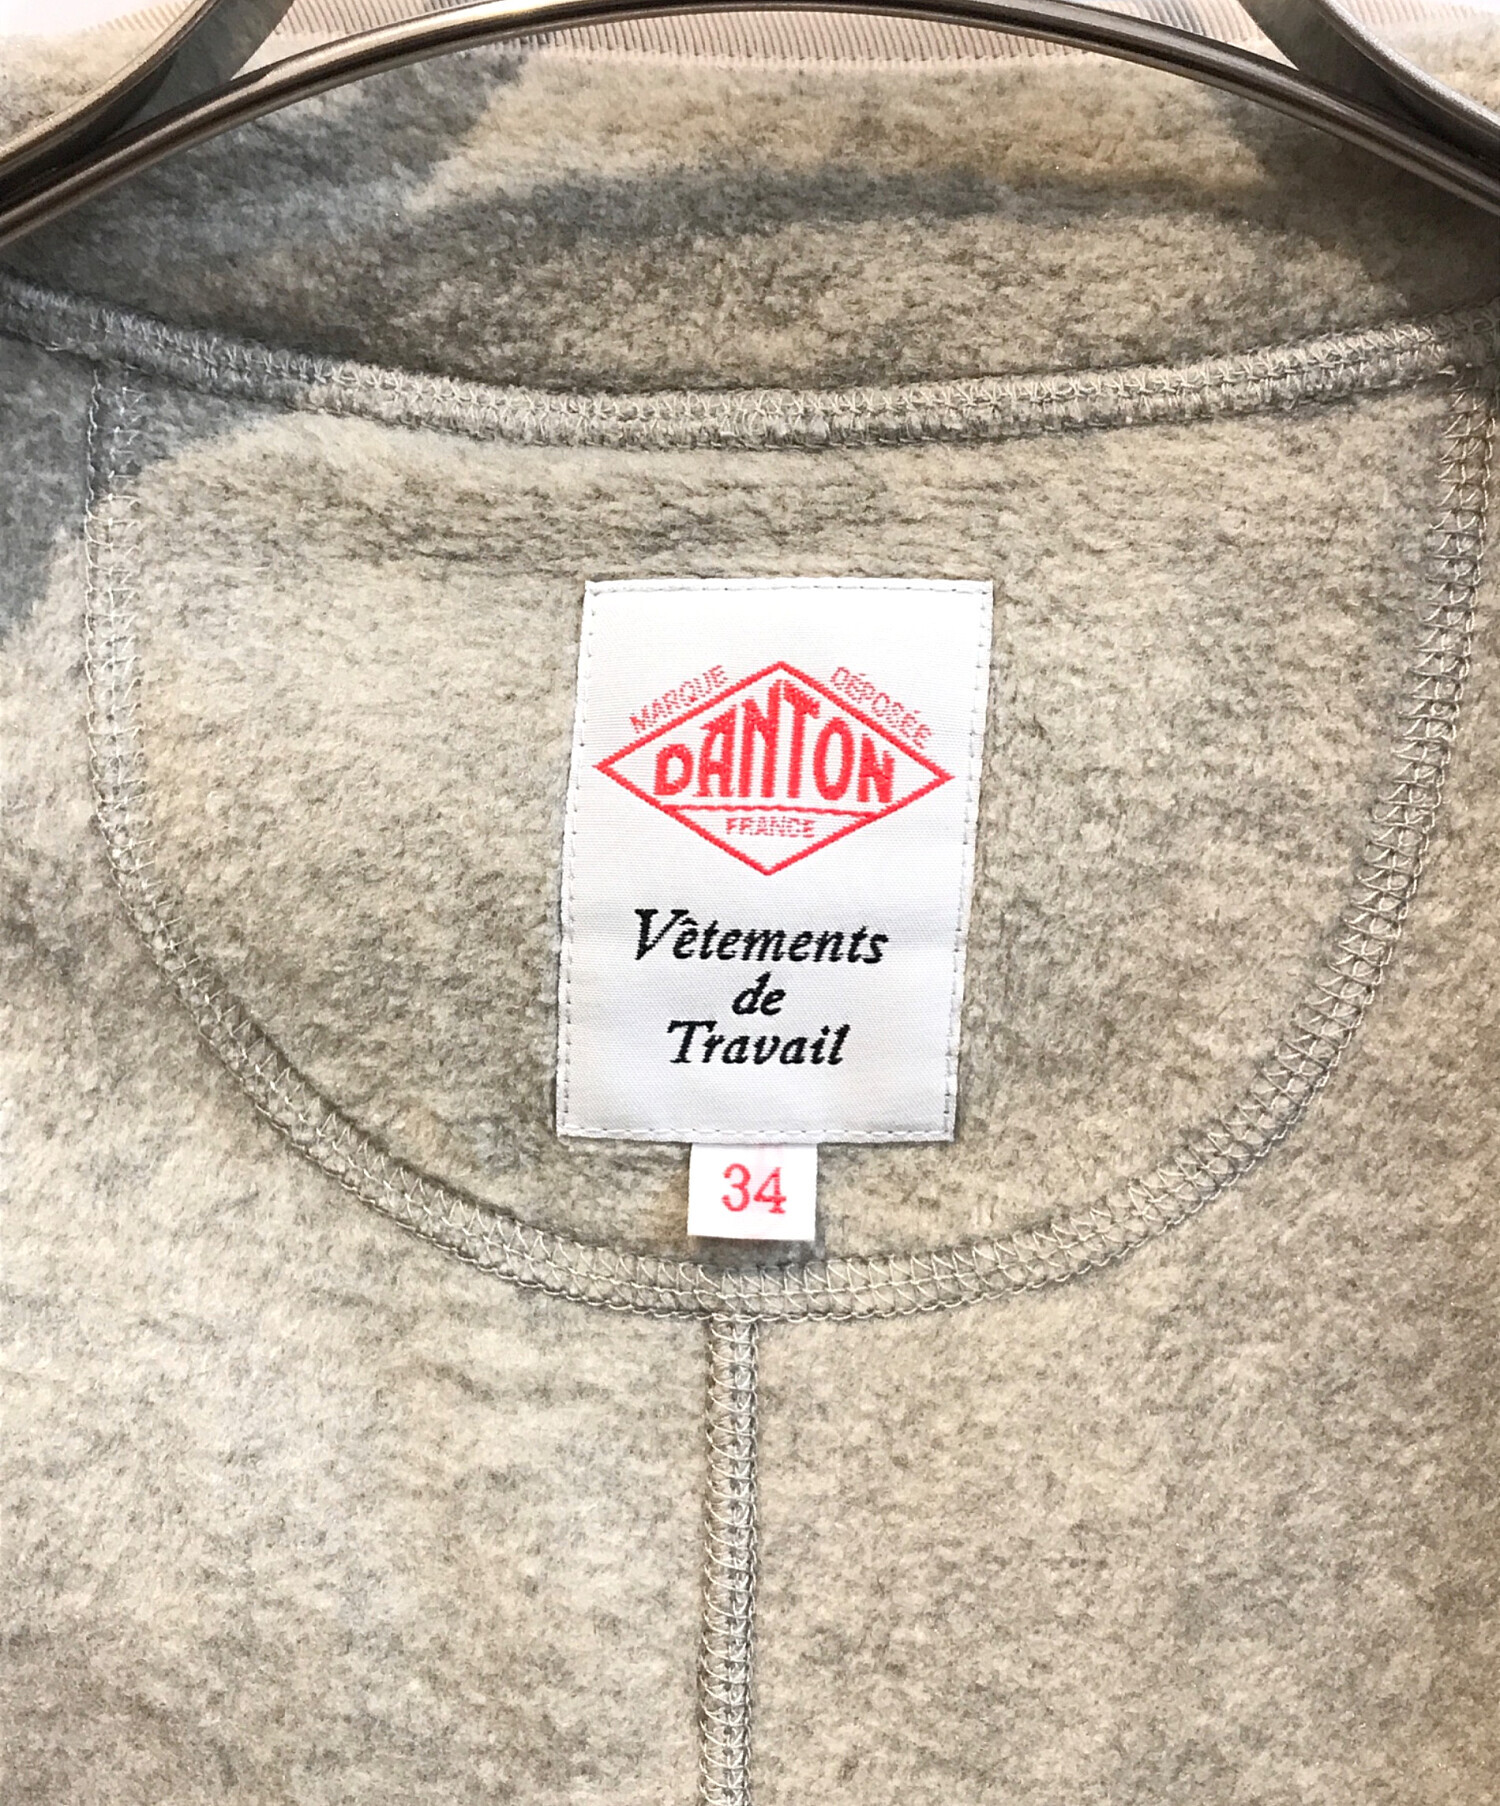 MARQUE DÉPOSÉE
DANTON
FRANCE
Vêtements
de
Travail
34